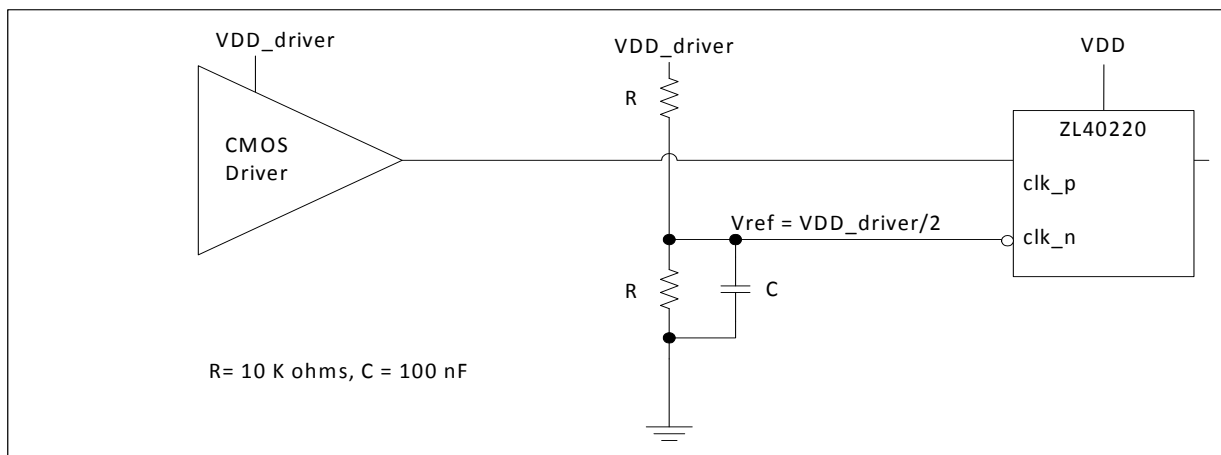 VDD_driver
VDD_driver
VDD
R
ZL40220
CMOS
Driver
clk_p
Vref = VDD_driver/2
clk_n
R
C
R= 10 K ohms, C = 100 nF